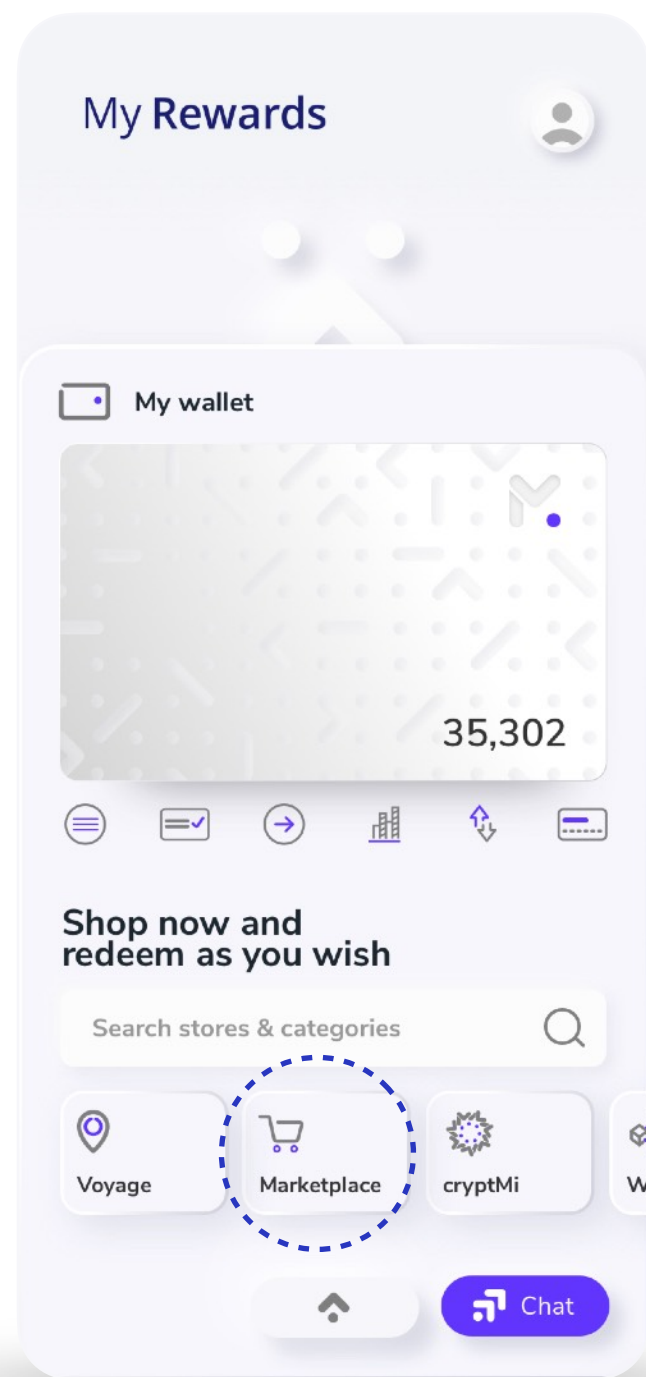 My Rewards
My wallet
35,302
Shop now and
redeem as you wish
Search stores & categories
Voyage
Marketplace
cryptMi
W
Chat